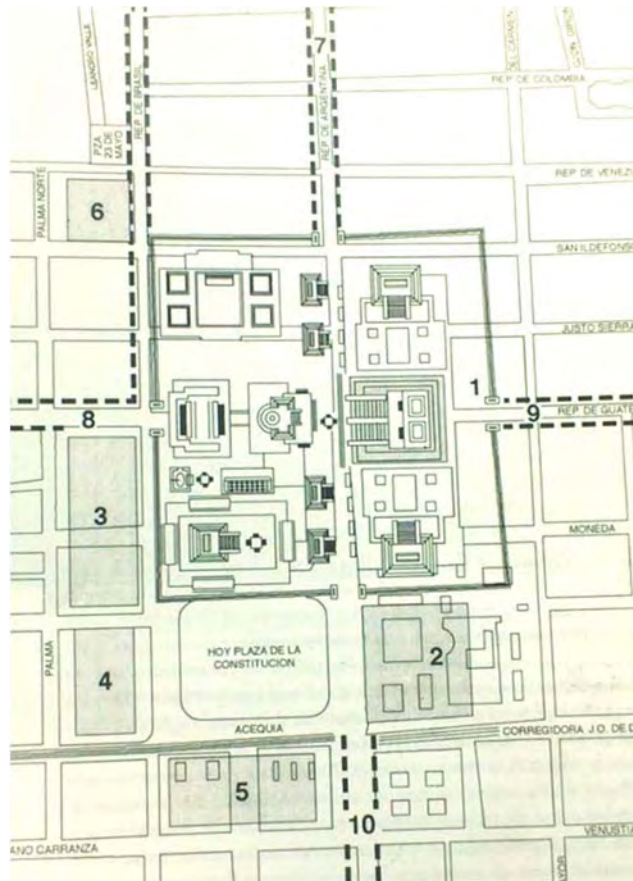 7
LEANDRO VALLE
REP. DE BRASIL
REP. DE ARGENTINA
DEL CARMEN
REP. DE COLOMBIA
PZA.
23 DE
MAYO
REP. DE VENEZ
PALMA NORTE
6
SAN ILDEFONS
JUSTO SIERRA
1
8
9
REP. DE GUATE
3
MONEDA
HOY PLAZA DE LA
CONSTITUCION
2
PALMA
4
ACEQUIA
CORREGIDORA J.O. DE D
5
10
VENUSTIA
ANO CARRANZA
AYOR